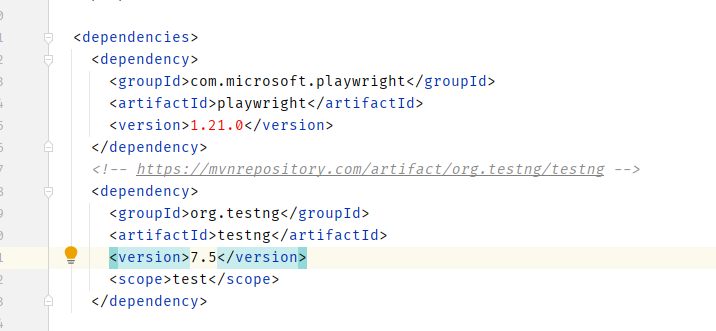 <dependencies>
<dependency>
<groupId>com.microsoft.playwright</groupId>
<artifactId>playwright</artifactId>
<version>1.21.0</version>
</dependency>
<!-- https://mvnrepository.com/artifact/org.testng/testng -->
<dependency>
<groupId>org.testng</groupId>
<artifactId>testng</artifactId>
<version>7.5</version>
<scope>test</scope>
</dependency>